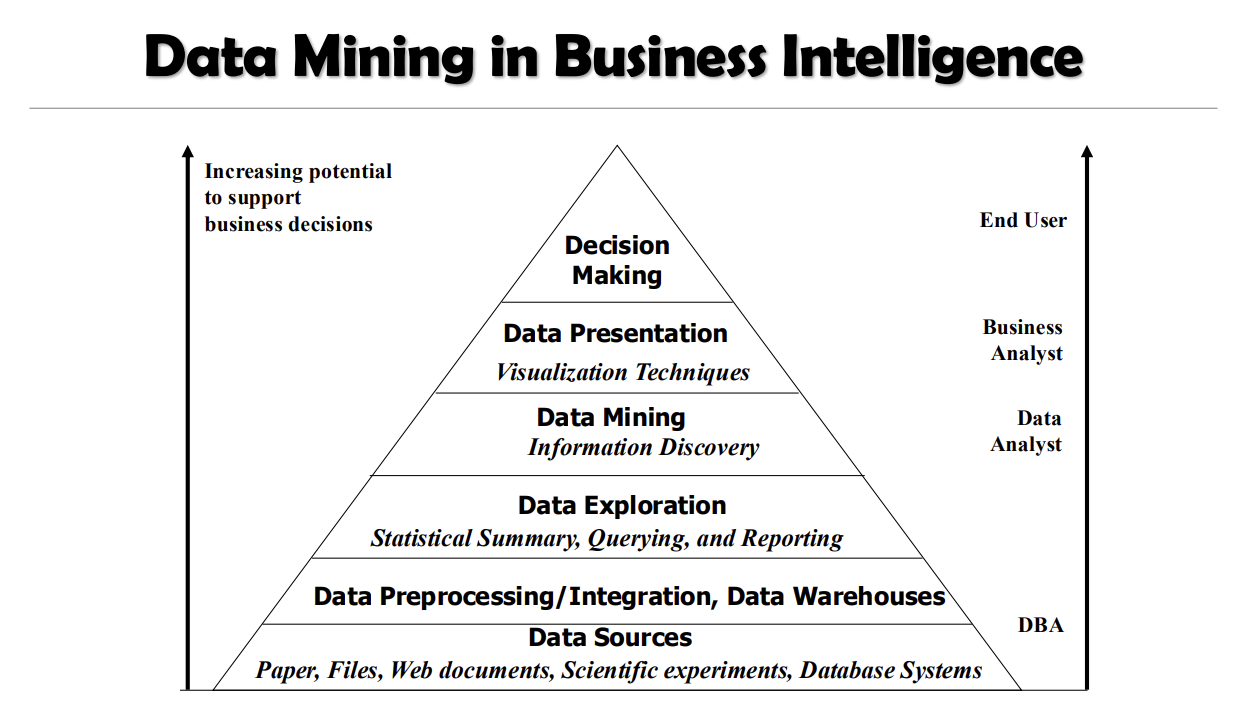 Data Mining in Business Intelligence
Increasing potential
to support
business decisions
End User
Decision
Making
Data Presentation
Visualization Techniques
Business
Analyst
Data Mining
Information Discovery
Data
Analyst
Data Exploration
Statistical Summary, Querying, and Reporting
Data Preprocessing/Integration, Data Warehouses
DBA
Data Sources
Paper, Files, Web documents, Scientific experiments, Database Systems